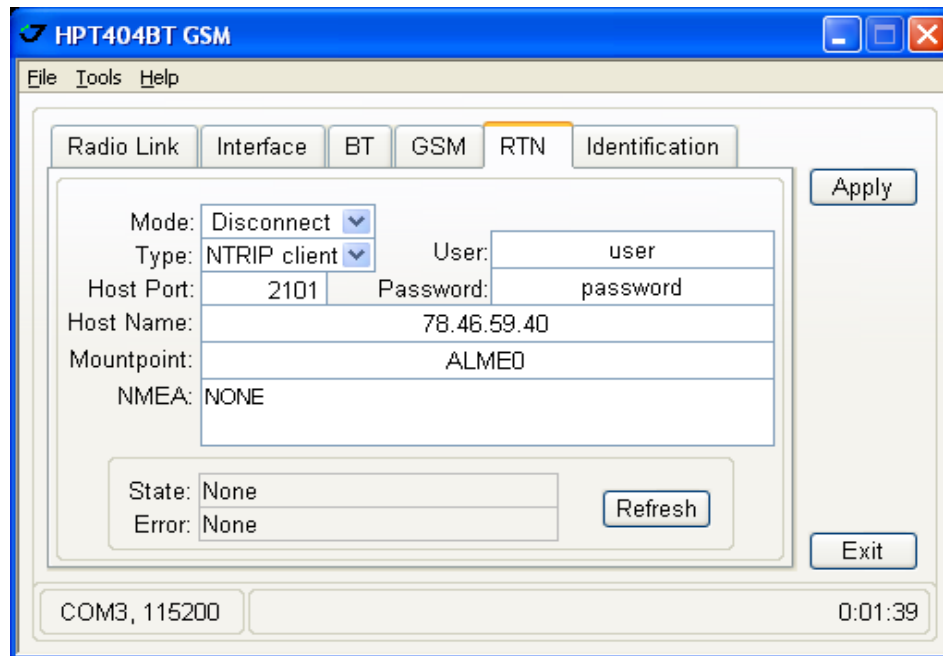 HPT404BT GSM
File Tools Help
Radio Link Interface BT GSM RTN Identification
Apply
Mode: Disconnect
Type: NTRIP client User: user
Host Port: 2101 Password: password
Host Name: 78.46.59.40
Mountpoint: ALME0
NMEA: NONE
State: None
Error: None
Refresh
Exit
COM3, 115200 0:01:39